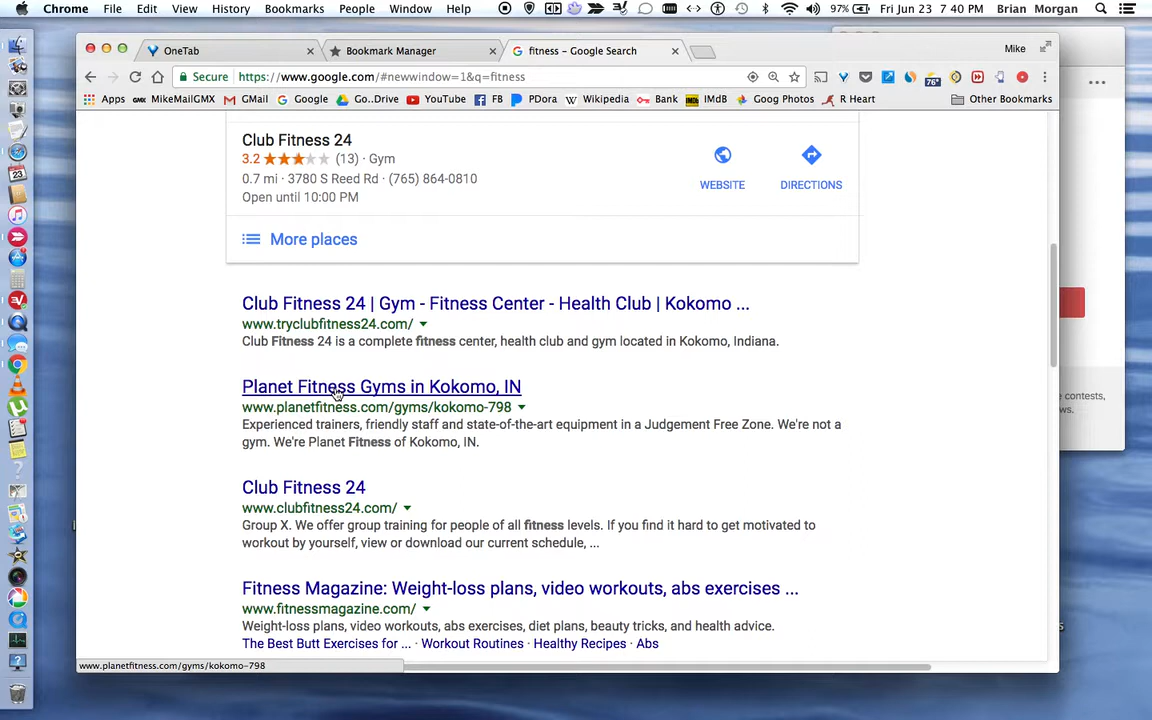 Chrome File Edit View History Bookmarks People Window Help 97% Fri Jun 23 7:40 PM Brian Morgan
OneTab Bookmark Manager fitness - Google Search Mike
Secure https://www.google.com/#newwindow=1&q=fitness 76°
Apps GMX MikeMailGMX GMail Google Go..Drive YouTube FB PDora Wikipedia Bank IMDb Goog Photos R Heart Other Bookmarks
Club Fitness 24
3.2 (13) · Gym
0.7 mi · 3780 S Reed Rd · (765) 864-0810
Open until 10:00 PM
WEBSITE DIRECTIONS
More places
Club Fitness 24 | Gym - Fitness Center - Health Club | Kokomo ...
www.tryclubfitness24.com/
Club Fitness 24 is a complete fitness center, health club and gym located in Kokomo, Indiana.
Planet Fitness Gyms in Kokomo, IN
www.planetfitness.com/gyms/kokomo-798
Experienced trainers, friendly staff and state-of-the-art equipment in a Judgement Free Zone. We're not a
gym. We're Planet Fitness of Kokomo, IN.
Club Fitness 24
www.clubfitness24.com/
Group X. We offer group training for people of all fitness levels. If you find it hard to get motivated to
workout by yourself, view or download our current schedule, ...
Fitness Magazine: Weight-loss plans, video workouts, abs exercises ...
www.fitnessmagazine.com/
Weight-loss plans, video workouts, abs exercises, diet plans, beauty tricks, and health advice.
The Best Butt Exercises for ... · Workout Routines · Healthy Recipes · Abs
www.planetfitness.com/gyms/kokomo-798
e contests,
ws.